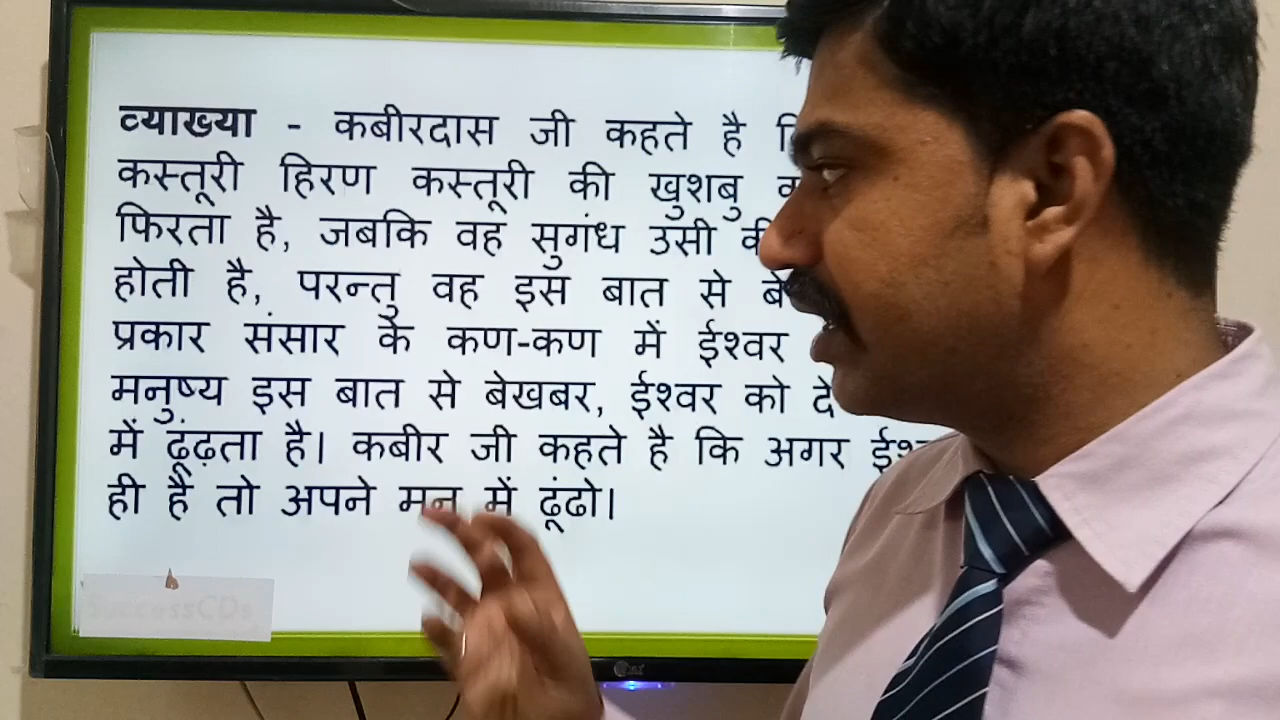 व्याख्या - कबीरदास जी कहते है
कस्तूरी हिरण कस्तूरी की खुशबु
फिरता है, जबकि वह सुगंध उसी
होती है, परन्तु वह इस बात से
प्रकार संसार के कण-कण में ईश्वर
मनुष्य इस बात से बेखबर, ईश्वर को
में ढूंढ़ता है। कबीर जी कहते है कि अगर
ही है तो अपने मन में ढूंढो।
SuccessCDs